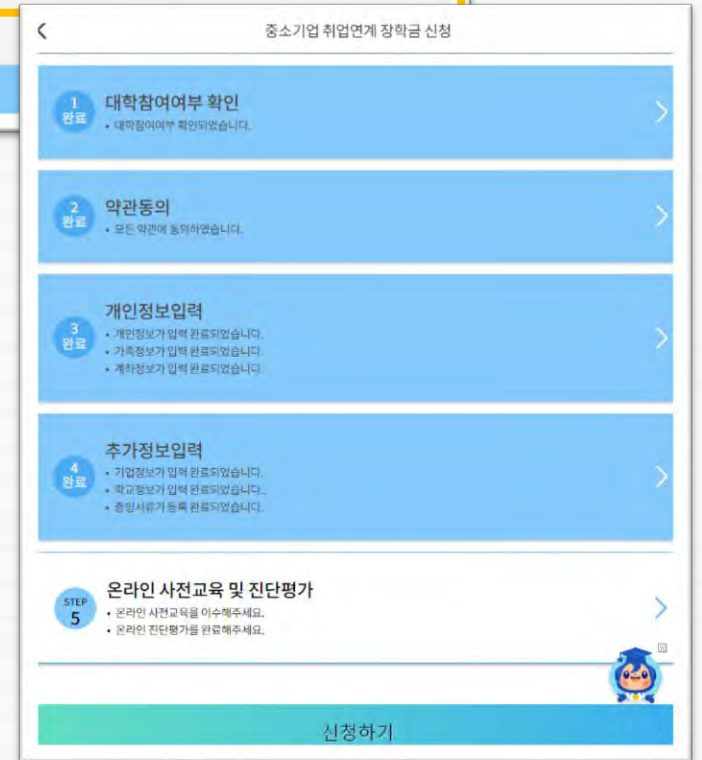 중소기업 취업연계 장학금 신청
1
완료
대학참여여부 확인
• 대학참여여부 확인되었습니다.
2
완료
약관동의
• 모든 약관에 동의하였습니다.
3
완료
개인정보입력
• 개인정보가 입력 완료되었습니다.
• 가족정보가 입력 완료되었습니다.
• 계좌정보가 입력 완료되었습니다.
4
완료
추가정보입력
• 기업정보가 입력 완료되었습니다.
• 학교정보가 입력 완료되었습니다.
• 증빙서류가 등록 완료되었습니다.
STEP
5
온라인 사전교육 및 진단평가
• 온라인 사전교육을 이수해주세요.
• 온라인 진단평가를 완료해주세요.
신청하기